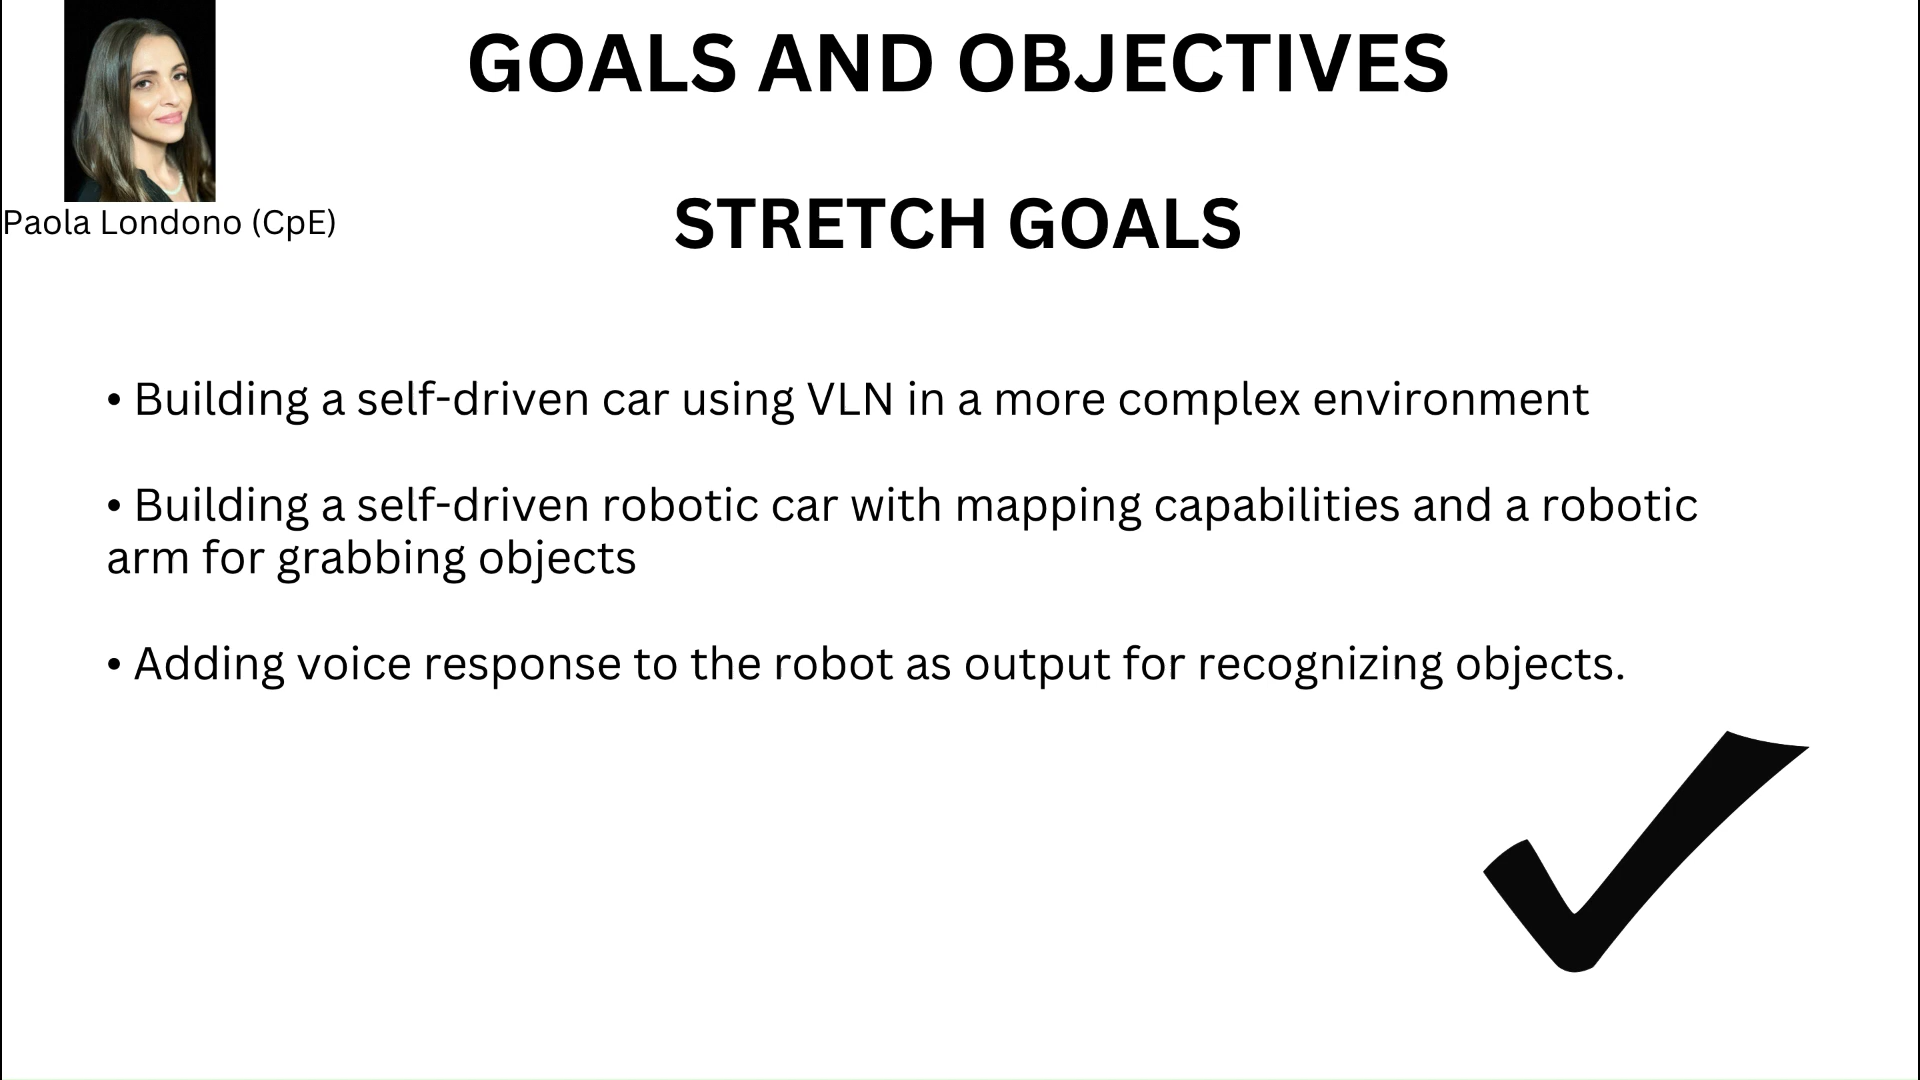 GOALS AND OBJECTIVES
Paola Londono (CpE)
STRETCH GOALS
• Building a self-driven car using VLN in a more complex environment
• Building a self-driven robotic car with mapping capabilities and a robotic
arm for grabbing objects
• Adding voice response to the robot as output for recognizing objects.